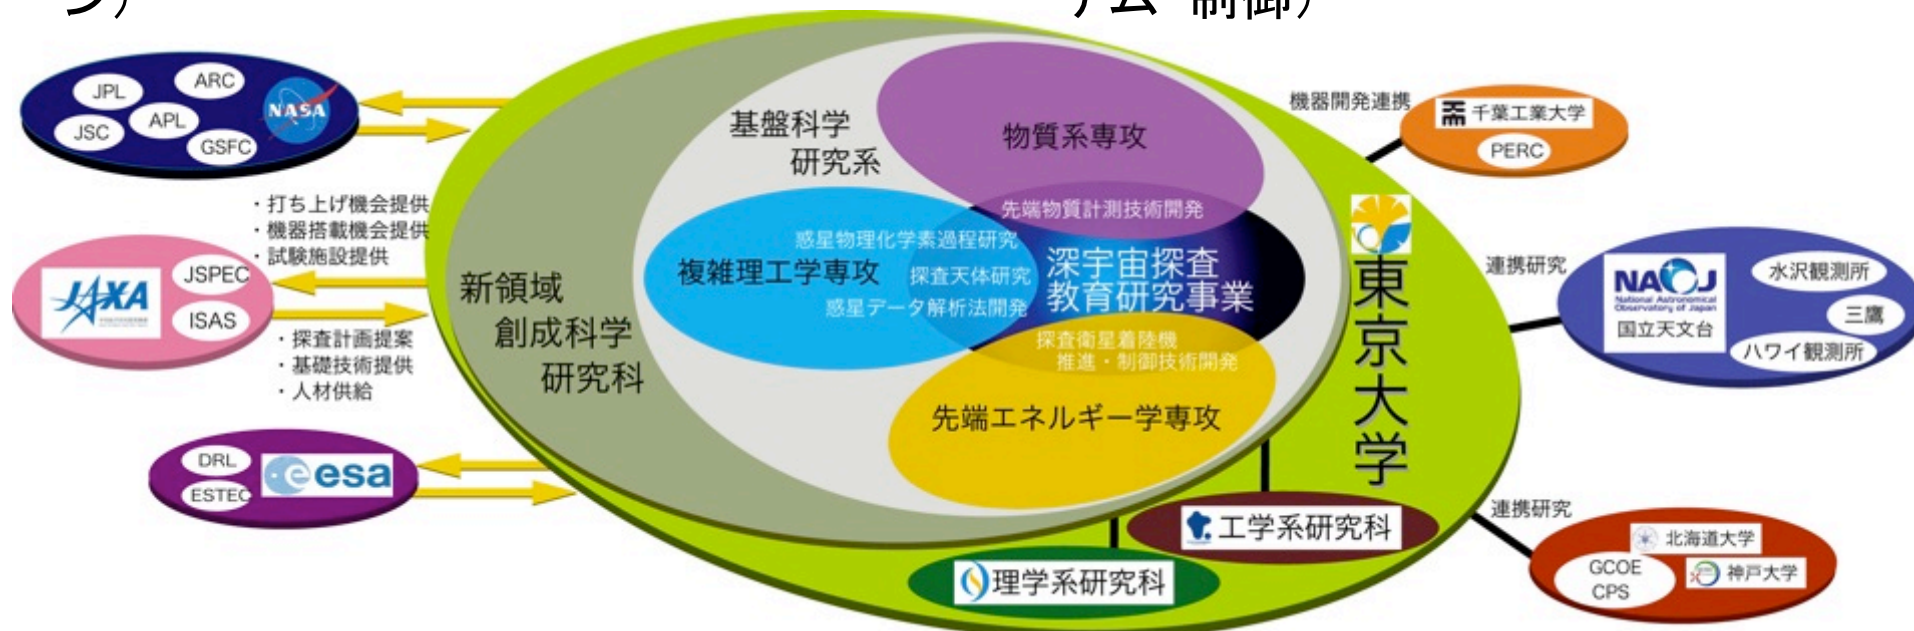 ン）
テム 制御）
JPL
ARC
NASA
JSC
APL
GSFC
・打ち上げ機会提供
・機器搭載機会提供
・試験施設提供
JAXA
JSPEC
ISAS
・探査計画提案
・基礎技術提供
・人材供給
DRL
ESTEC
esa
新領域
創成科学
研究科
基盤科学
研究系
物質系専攻
先端物質計測技術開発
惑星物理化学素過程研究
複雑理工学専攻
探査天体研究
惑星データ解析法開発
深宇宙探査
教育研究事業
探査衛星着陸機
推進・制御技術開発
先端エネルギー学専攻
東京大学
工学系研究科
理学系研究科
機器開発連携
千葉工業大学
PERC
連携研究
NAOJ
National Astronomical
Observatory of Japan
国立天文台
水沢観測所
三鷹
ハワイ観測所
連携研究
北海道大学
GCOE
CPS
神戸大学